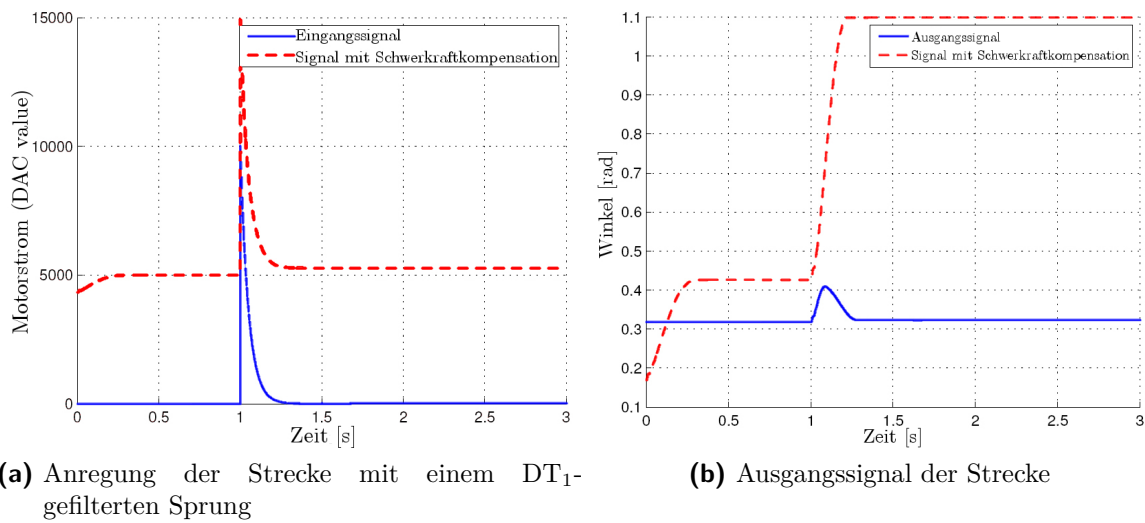 15000
10000
5000
0
0
0.5
1
1.5
2
2.5
3
Motorstrom (DAC value)
Zeit [s]
Eingangssignal
Signal mit Schwerkraftkompensation
1.1
1
0.9
0.8
0.7
0.6
0.5
0.4
0.3
0.2
0.1
0
0.5
1
1.5
2
2.5
3
Winkel [rad]
Zeit [s]
Ausgangssignal
Signal mit Schwerkraftkompensation
(a) Anregung der Strecke mit einem DT₁-
gefilterten Sprung
(b) Ausgangssignal der Strecke